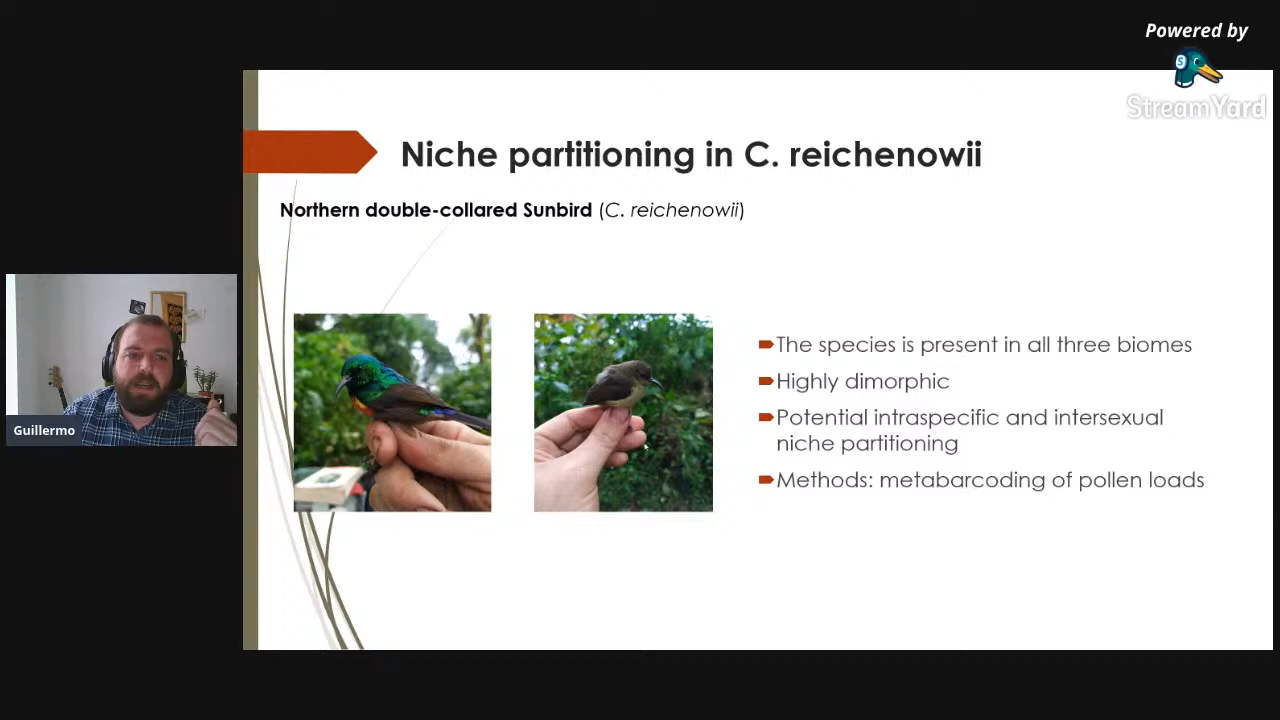 Powered by
StreamYard
Niche partitioning in C. reichenowii
Northern double-collared Sunbird (C. reichenowii)
The species is present in all three biomes
Highly dimorphic
Potential intraspecific and intersexual
niche partitioning
Methods: metabarcoding of pollen loads
Guillermo